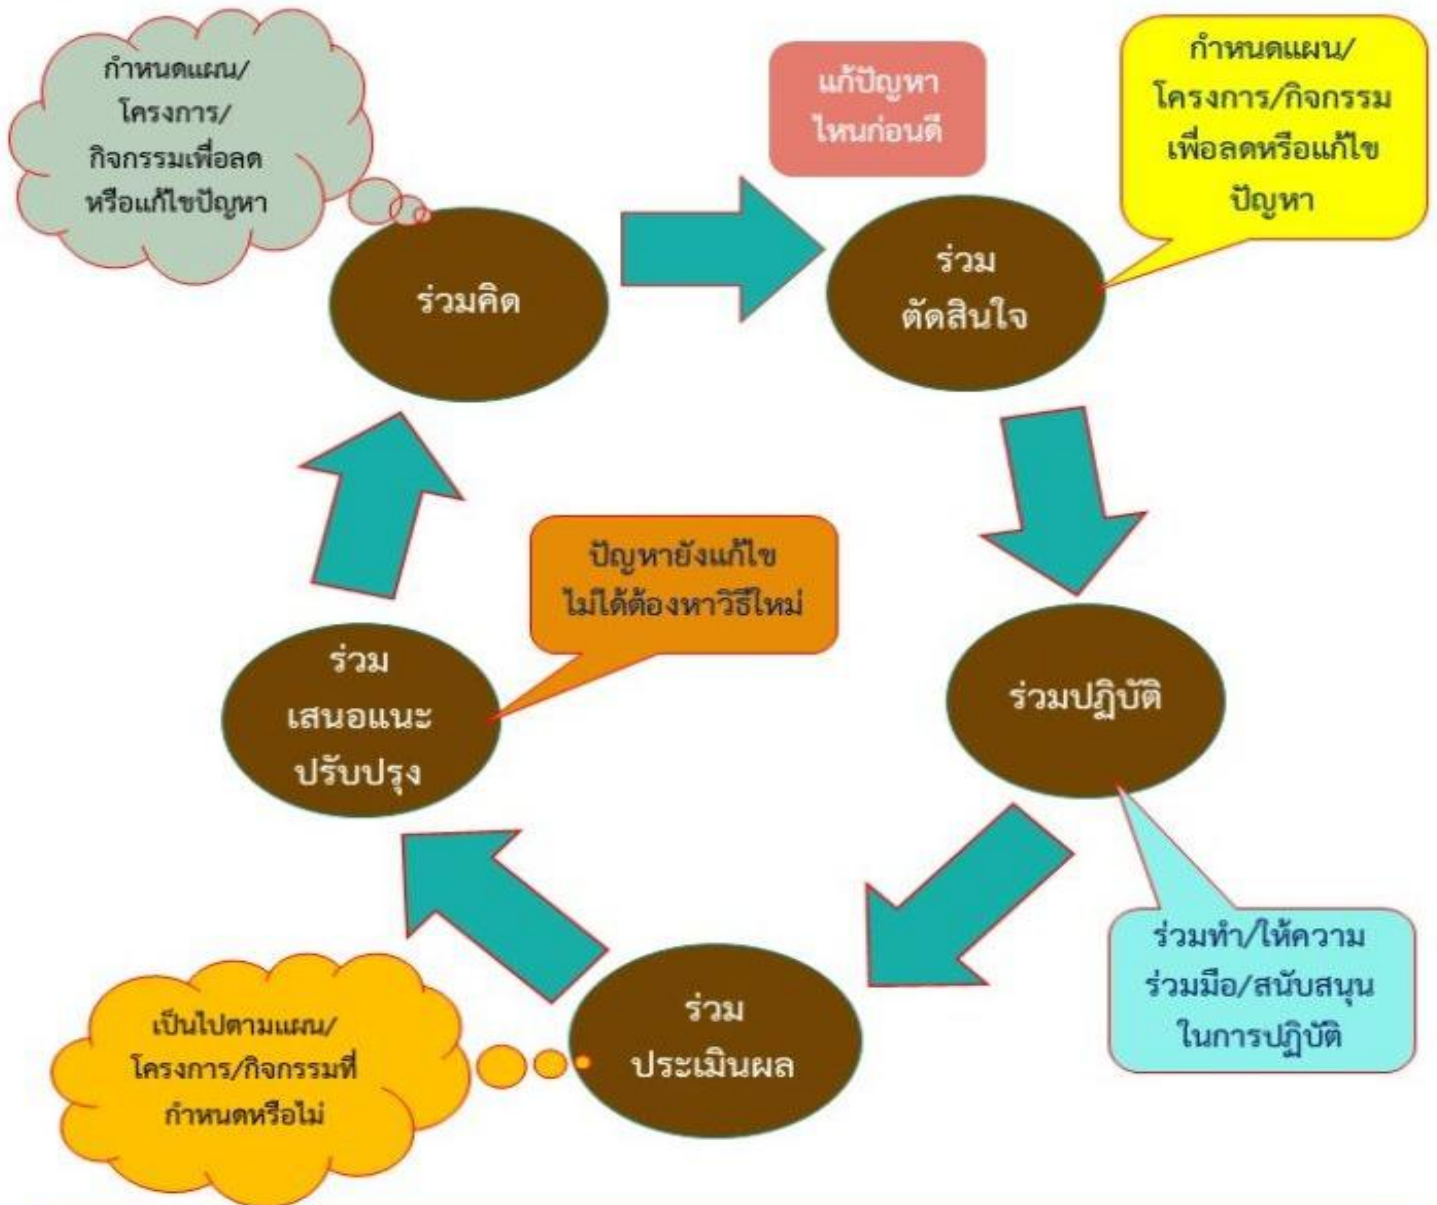 กำหนดแผน/
โครงการ/
กิจกรรมเพื่อลด
หรือแก้ไขปัญหา
แก้ปัญหา
ไหนก่อนดี
กำหนดแผน/
โครงการ/กิจกรรม
เพื่อลดหรือแก้ไข
ปัญหา
ร่วมคิด
ร่วม
ตัดสินใจ
ปัญหายังแก้ไข
ไม่ได้ต้องหาวิธีใหม่
ร่วม
เสนอแนะ
ปรับปรุง
ร่วมปฏิบัติ
ร่วมทำ/ให้ความ
ร่วมมือ/สนับสนุน
ในการปฏิบัติ
ร่วม
ประเมินผล
เป็นไปตามแผน/
โครงการ/กิจกรรมที่
กำหนดหรือไม่